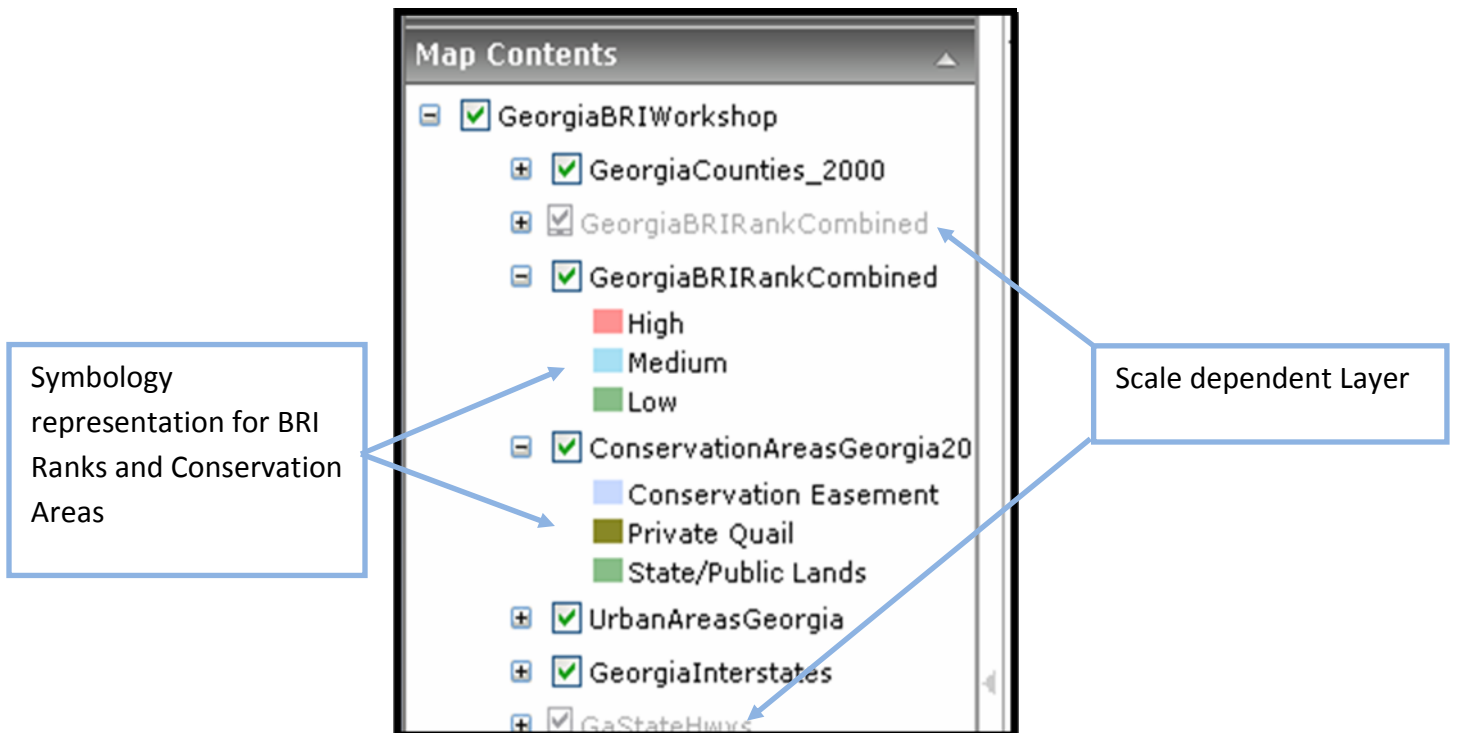 Map Contents
GeorgiaBRIWorkshop
GeorgiaCounties_2000
GeorgiaBRIRankCombined
GeorgiaBRIRankCombined
High
Medium
Low
ConservationAreasGeorgia20
Conservation Easement
Private Quail
State/Public Lands
UrbanAreasGeorgia
GeorgiaInterstates
GaStateHwys
Symbology
representation for BRI
Ranks and Conservation
Areas
Scale dependent Layer